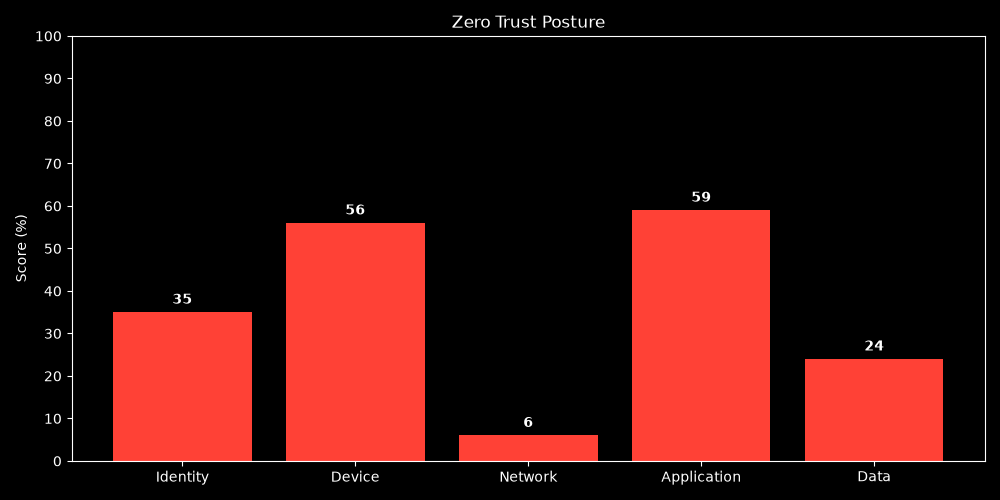 Zero Trust Posture
Score (%)
100
90
80
70
60
50
40
30
20
10
0
35
56
6
59
24
Identity
Device
Network
Application
Data